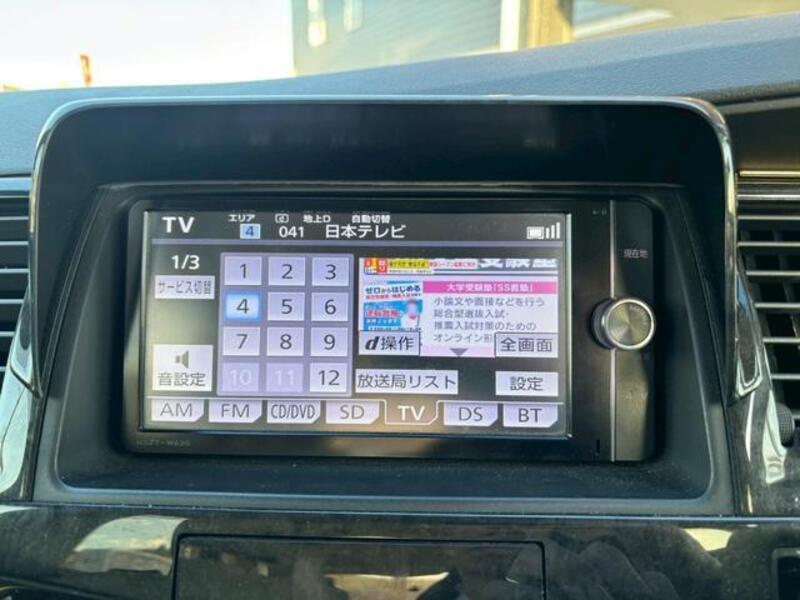 TV エリア 4 地上D 041 自動切替 日本テレビ
現在地
1/3
サービス切替
1 2 3
4 5 6
7 8 9
10 11 12
ゼロからはじめる
大学受験塾「SS義塾」
小論文や面接などを行う
総合型選抜入試・
推薦入試対策のための
オンライン形
d操作
全画面
音設定
放送局リスト
設定
AM FM CD/DVD SD TV DS BT